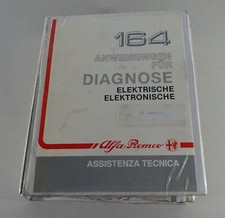 164
ANWEISUNGEN
FÜR
DIAGNOSE
ELEKTRISCHE
ELEKTRONISCHE
Alfa Romeo
ASSISTENZA TECNICA